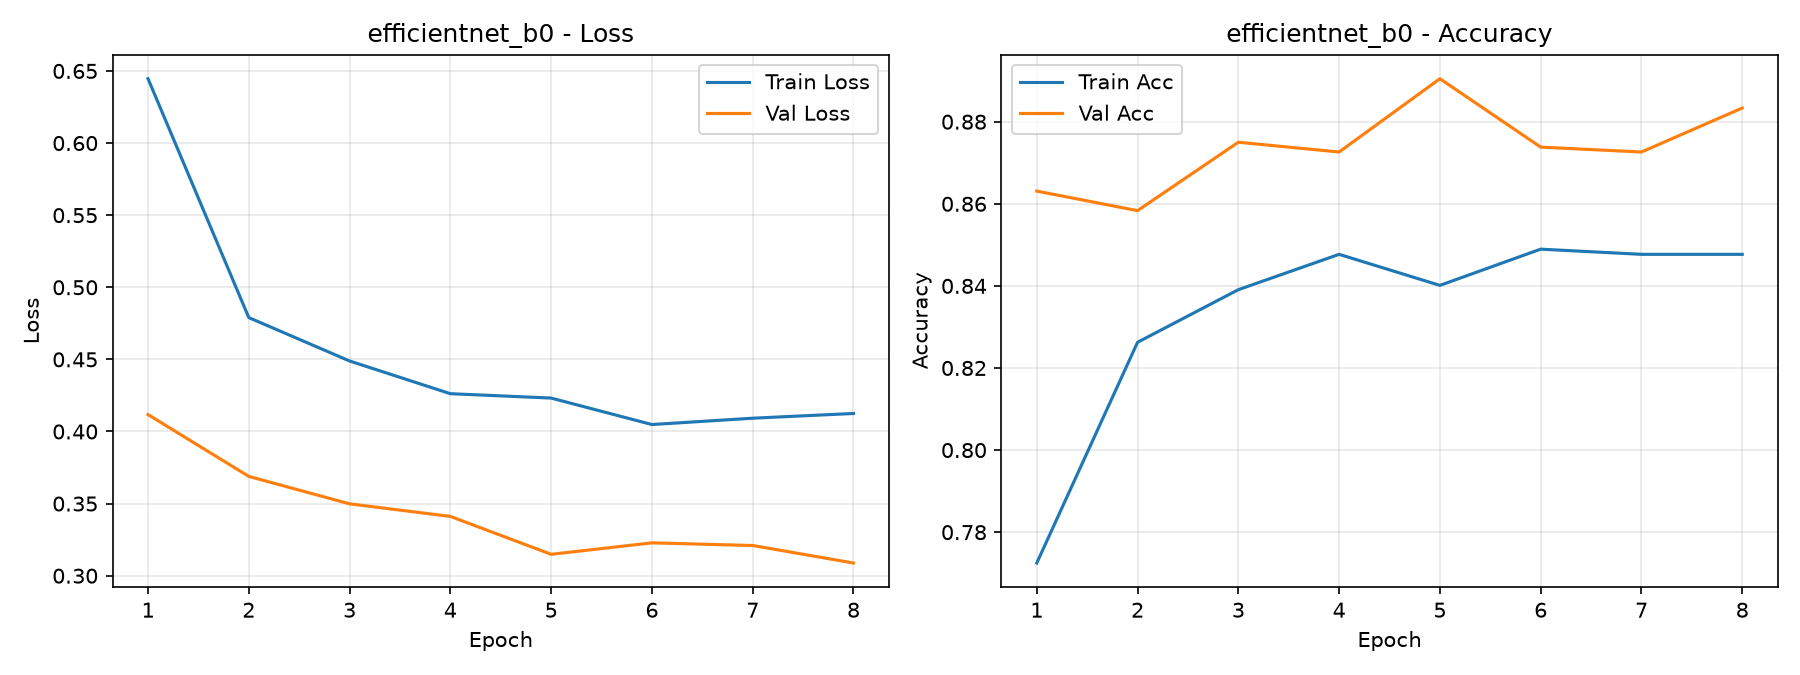 efficientnet_b0 - Loss
Train Loss
Val Loss
0.65
0.60
0.55
0.50
0.45
0.40
0.35
0.30
Loss
1 2 3 4 5 6 7 8
Epoch
efficientnet_b0 - Accuracy
Train Acc
Val Acc
0.88
0.86
0.84
0.82
0.80
0.78
Accuracy
1 2 3 4 5 6 7 8
Epoch